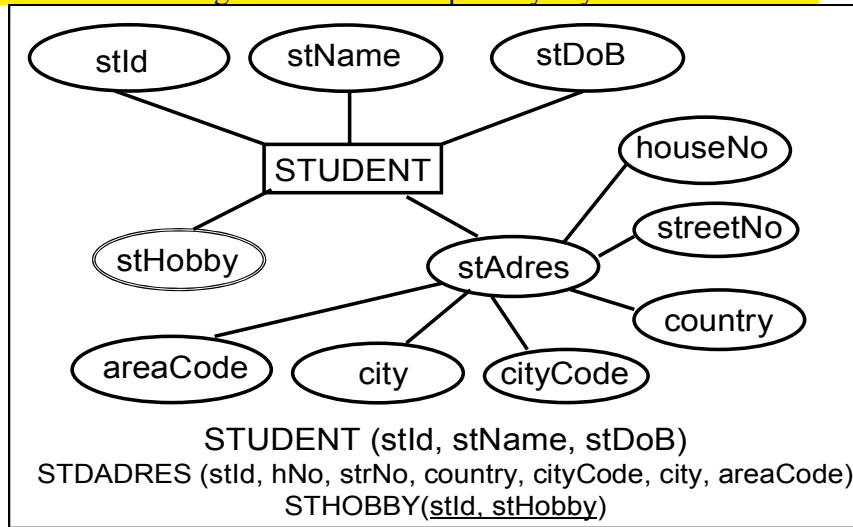 stId stName stDoB
STUDENT
houseNo
streetNo
stHobby
stAdres
country
areaCode
city
cityCode
STUDENT (stId, stName, stDoB)
STDADRES (stId, hNo, strNo, country, cityCode, city, areaCode)
STHOBBY(stId, stHobby)